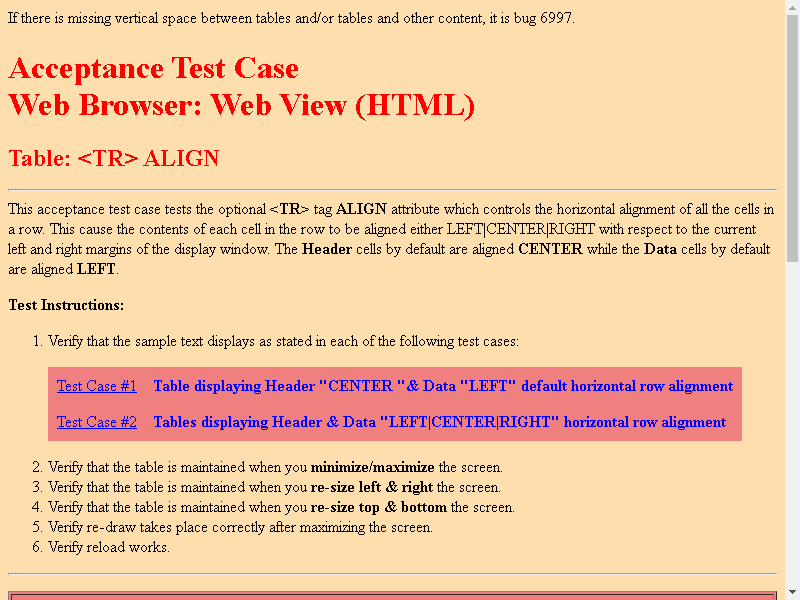 If there is missing vertical space between tables and/or tables and other content, it is bug 6997.
Acceptance Test Case
Web Browser: Web View (HTML)
Table: <TR> ALIGN
This acceptance test case tests the optional <TR> tag ALIGN attribute which controls the horizontal alignment of all the cells in
a row. This cause the contents of each cell in the row to be aligned either LEFT|CENTER|RIGHT with respect to the current
left and right margins of the display window. The Header cells by default are aligned CENTER while the Data cells by default
are aligned LEFT.
Test Instructions:
1. Verify that the sample text displays as stated in each of the following test cases:
Test Case #1 Table displaying Header "CENTER "& Data "LEFT" default horizontal row alignment
Test Case #2 Tables displaying Header & Data "LEFT|CENTER|RIGHT" horizontal row alignment
2. Verify that the table is maintained when you minimize/maximize the screen.
3. Verify that the table is maintained when you re-size left & right the screen.
4. Verify that the table is maintained when you re-size top & bottom the screen.
5. Verify re-draw takes place correctly after maximizing the screen.
6. Verify reload works.